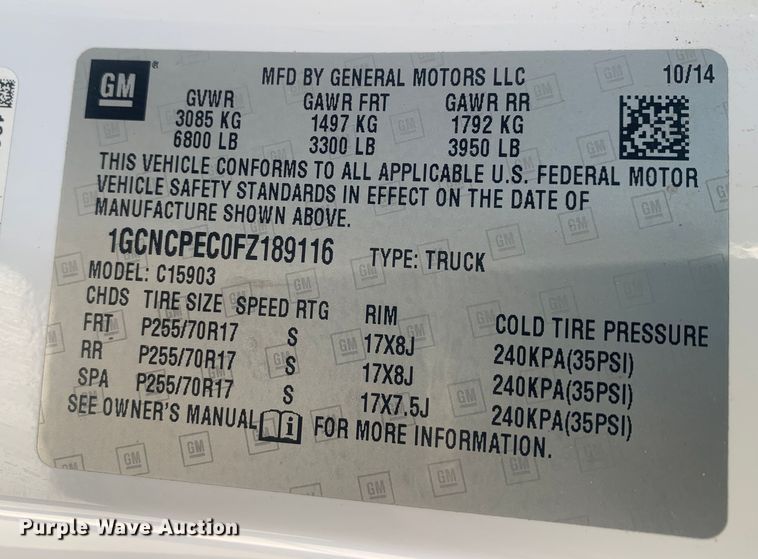 GM ®
MFD BY GENERAL MOTORS LLC 10/14
GVWR GAWR FRT GAWR RR
3085 KG 1497 KG 1792 KG
6800 LB 3300 LB 3950 LB
THIS VEHICLE CONFORMS TO ALL APPLICABLE U.S. FEDERAL MOTOR
VEHICLE SAFETY STANDARDS IN EFFECT ON THE DATE OF
MANUFACTURE SHOWN ABOVE.
1GCNCPEC0FZ189116 TYPE: TRUCK
MODEL: C15903
CHDS TIRE SIZE SPEED RTG RIM COLD TIRE PRESSURE
FRT P255/70R17 S 17X8J 240KPA(35PSI)
RR P255/70R17 S 17X8J 240KPA(35PSI)
SPA P255/70R17 S 17X7.5J 240KPA(35PSI)
SEE OWNER'S MANUAL FOR MORE INFORMATION.
Purple Wave Auction